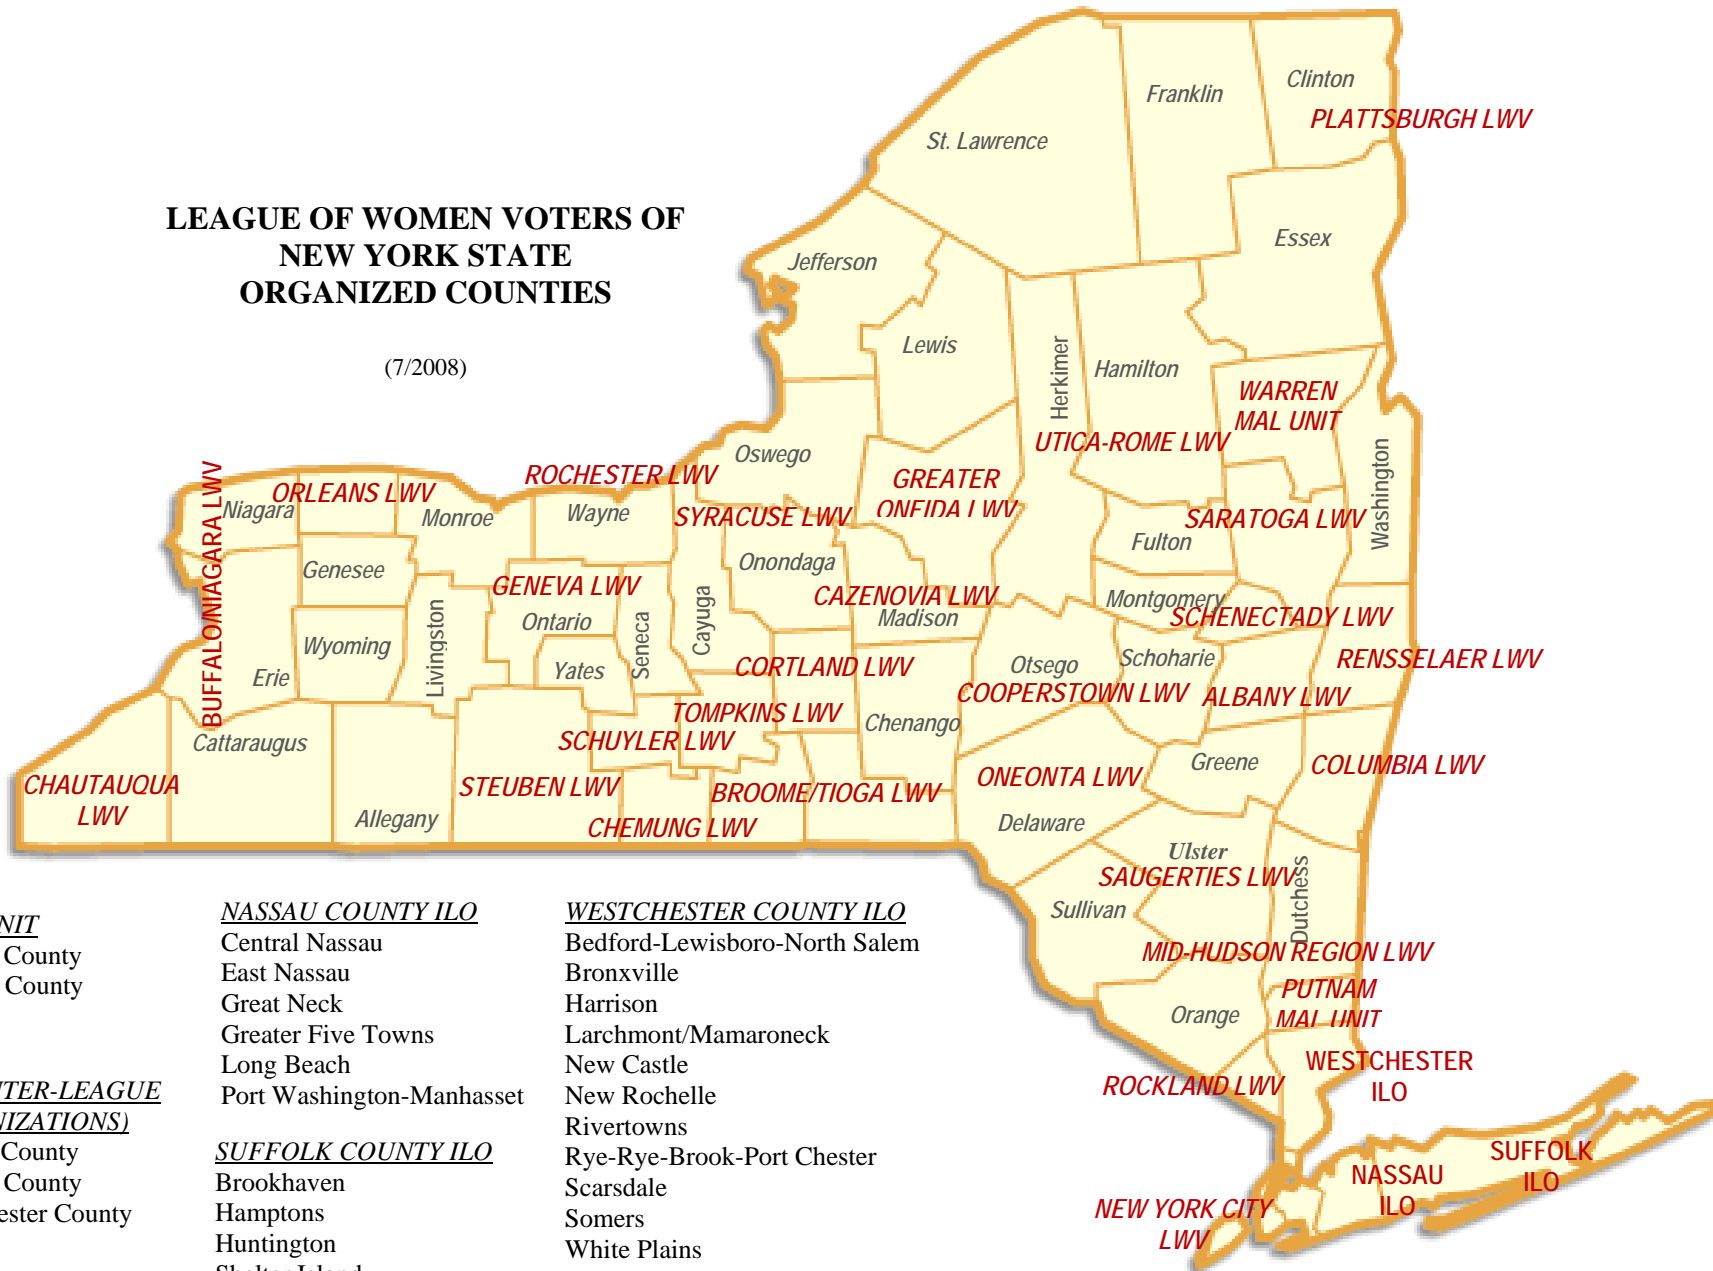 LEAGUE OF WOMEN VOTERS OF
NEW YORK STATE
ORGANIZED COUNTIES
(7/2008)
Clinton
Franklin
PLATTSBURGH LWV
St. Lawrence
Essex
Jefferson
Lewis
Herkimer
Hamilton
WARREN
MAL UNIT
UTICA-ROME LWV
Washington
Oswego
ROCHESTER LWV
GREATER
ONEIDA LWV
BUFFALO/NIAGARA LWV
ORLEANS LWV
Niagara
Monroe
Wayne
SYRACUSE LWV
SARATOGA LWV
Fulton
Onondaga
Genesee
GENEVA LWV
CAZENOVIA LWV
Madison
Montgomery
SCHENECTADY LWV
Ontario
Livingston
Seneca
Cayuga
Wyoming
Yates
Erie
CORTLAND LWV
Otsego
Schoharie
RENSSELAER LWV
COOPERSTOWN LWV
ALBANY LWV
TOMPKINS LWV
Chenango
SCHUYLER LWV
Cattaraugus
Greene
COLUMBIA LWV
CHAUTAUQUA
LWV
STEUBEN LWV
BROOME/TIOGA LWV
ONEONTA LWV
Allegany
CHEMUNG LWV
Delaware
Ulster
SAUGERTIES LWV
Dutchess
Sullivan
MID-HUDSON REGION LWV
PUTNAM
MAL UNIT
Orange
WESTCHESTER
ILO
ROCKLAND LWV
SUFFOLK
ILO
NASSAU
ILO
NEW YORK CITY
LWV
NIT
County
County
TER-LEAGUE
NIZATIONS)
County
County
ester County
NASSAU COUNTY ILO
Central Nassau
East Nassau
Great Neck
Greater Five Towns
Long Beach
Port Washington-Manhasset
SUFFOLK COUNTY ILO
Brookhaven
Hamptons
Huntington
Shelter Island
WESTCHESTER COUNTY ILO
Bedford-Lewisboro-North Salem
Bronxville
Harrison
Larchmont/Mamaroneck
New Castle
New Rochelle
Rivertowns
Rye-Rye-Brook-Port Chester
Scarsdale
Somers
White Plains